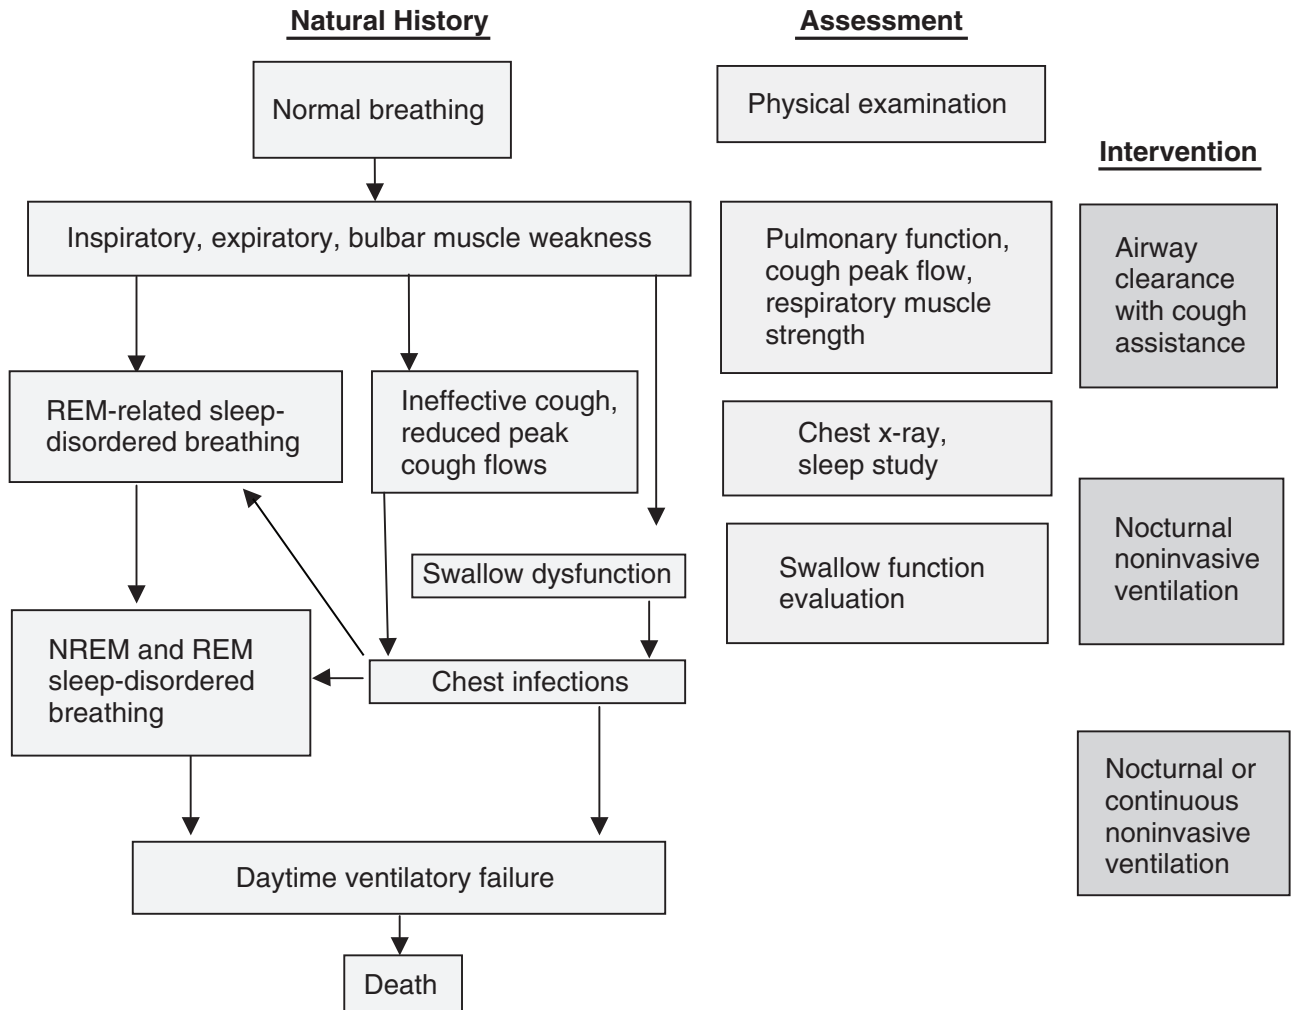 Natural History
Normal breathing
Inspiratory, expiratory, bulbar muscle weakness
REM-related sleep-
disordered breathing
Ineffective cough,
reduced peak
cough flows
Swallow dysfunction
NREM and REM
sleep-disordered
breathing
Chest infections
Daytime ventilatory failure
Death
Assessment
Physical examination
Pulmonary function,
cough peak flow,
respiratory muscle
strength
Chest x-ray,
sleep study
Swallow function
evaluation
Intervention
Airway
clearance
with cough
assistance
Nocturnal
noninvasive
ventilation
Nocturnal or
continuous
noninvasive
ventilation